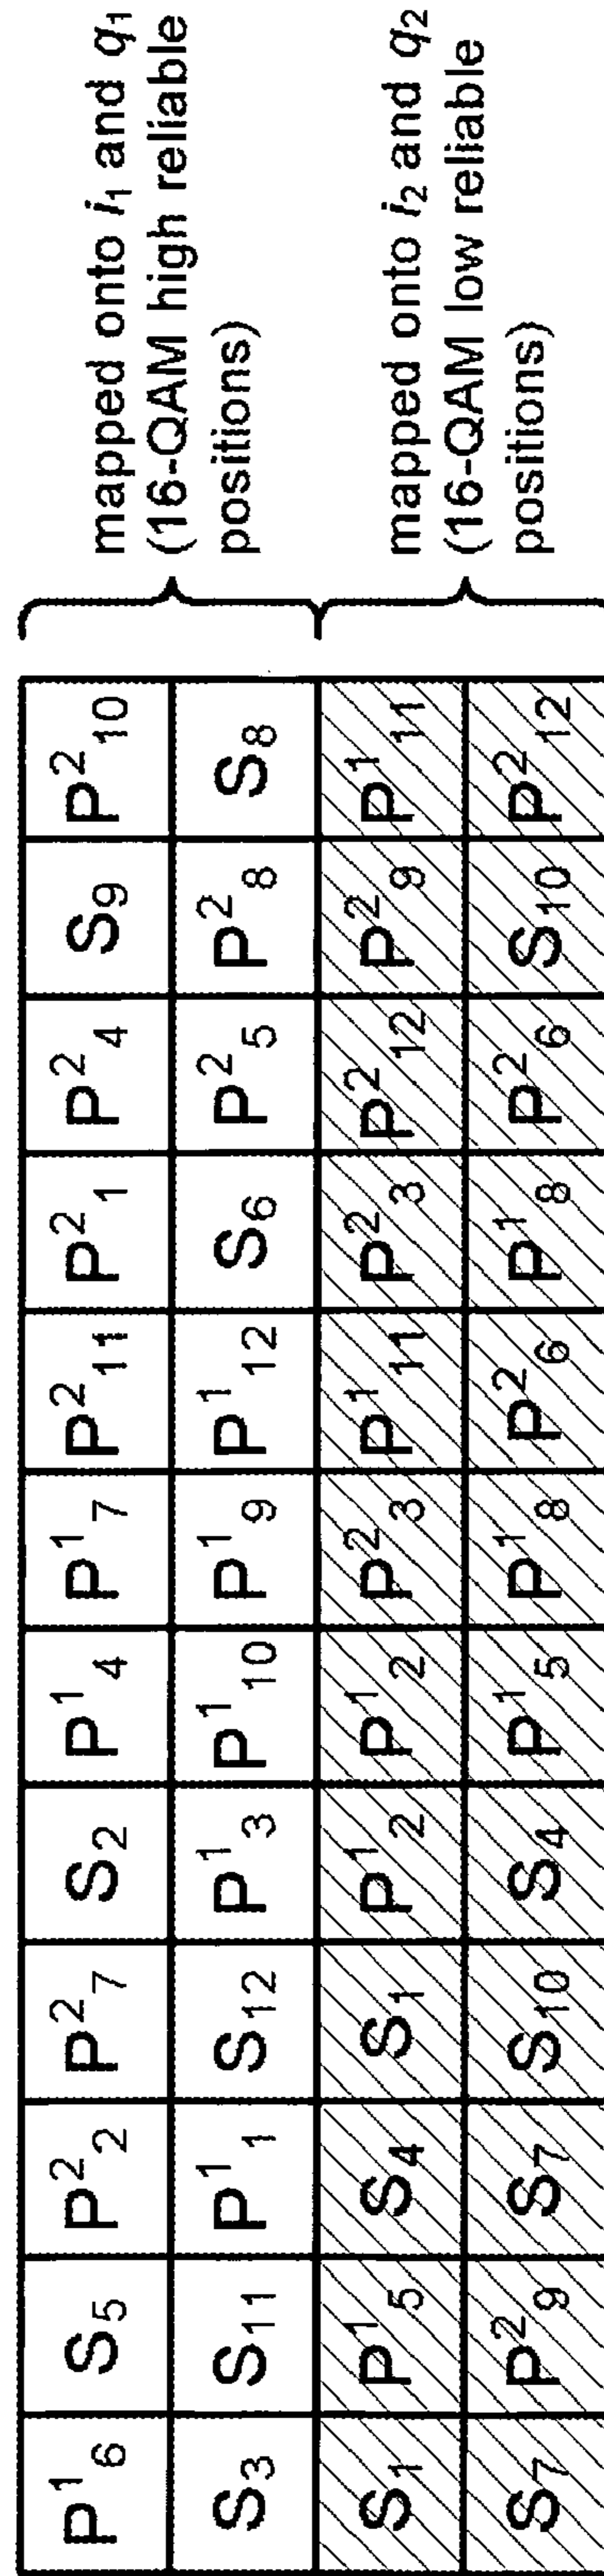 P¹₆ S₅ P²₂ P²₇ S₂ P¹₄ P¹₇ P²₁₁ P²₁ P²₄ S₉ P²₁₀
S₃ S₁₁ P¹₁ S₁₂ P¹₃ P¹₁₀ P¹₉ P¹₁₂ S₆ P²₅ P²₈ S₈
S₁ P¹₅ S₄ S₁ P¹₂ P¹₂ P²₃ P¹₁₁ P²₃ P²₁₂ P²₉ P¹₁₁
S₇ P²₉ S₇ S₁₀ S₄ P¹₅ P¹₈ P²₆ P¹₈ P²₆ S₁₀ P²₁₂
mapped onto i₁ and q₁
(16-QAM high reliable
positions)
mapped onto i₂ and q₂
(16-QAM low reliable
positions)